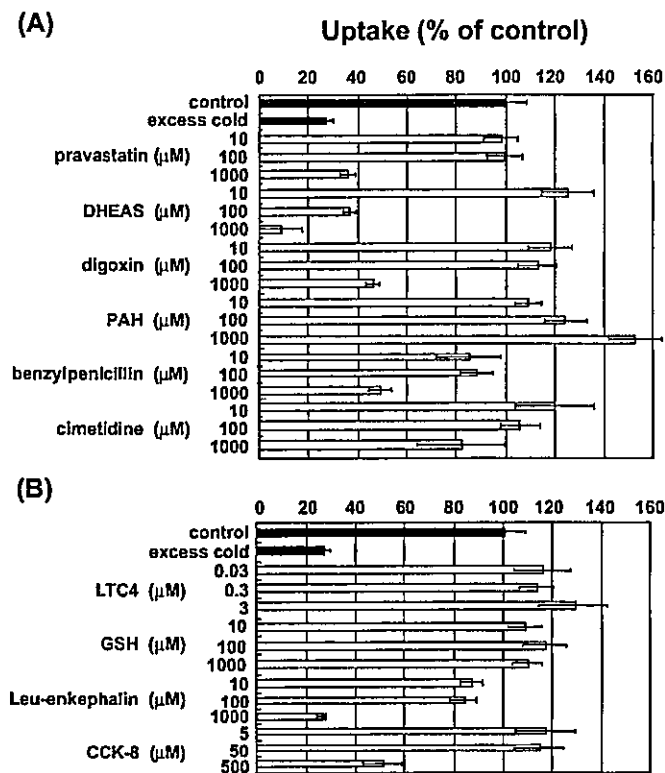 (A)
Uptake (% of control)
0 20 40 60 80 100 120 140 160
control
excess cold
10
pravastatin (μM) 100
1000
10
DHEAS (μM) 100
1000
10
digoxin (μM) 100
1000
10
PAH (μM) 100
1000
10
benzylpenicillin (μM) 100
1000
10
cimetidine (μM) 100
1000
(B)
0 20 40 60 80 100 120 140
control
excess cold
0.03
LTC4 (μM) 0.3
3
10
GSH (μM) 100
1000
10
Leu-enkephalin (μM) 100
1000
5
CCK-8 (μM) 50
500